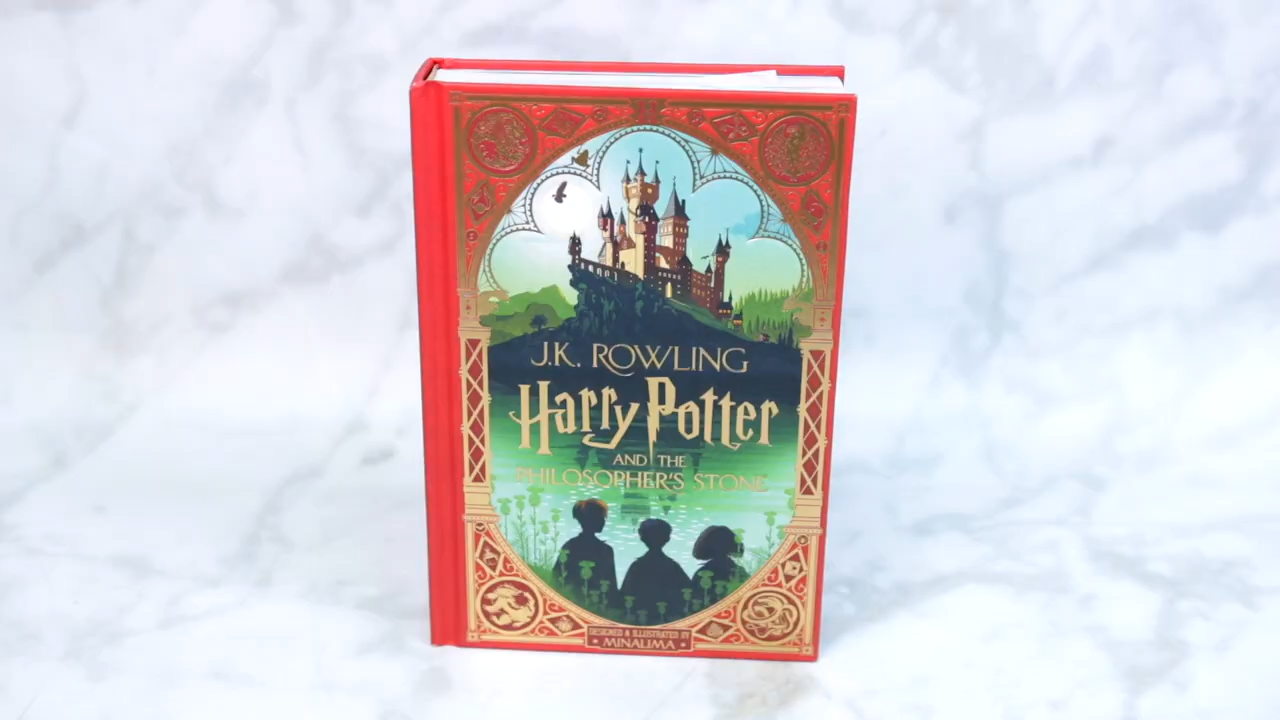 J.K. ROWLING
Harry Potter
AND THE
PHILOSOPHER'S STONE
DESIGNED & ILLUSTRATED BY
MINALIMA